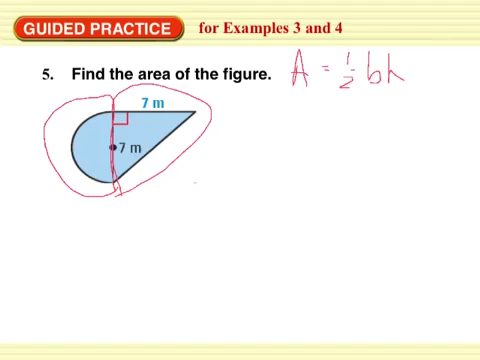 GUIDED PRACTICE for Examples 3 and 4
5. Find the area of the figure. A = 1/2 bh
7 m
7 m